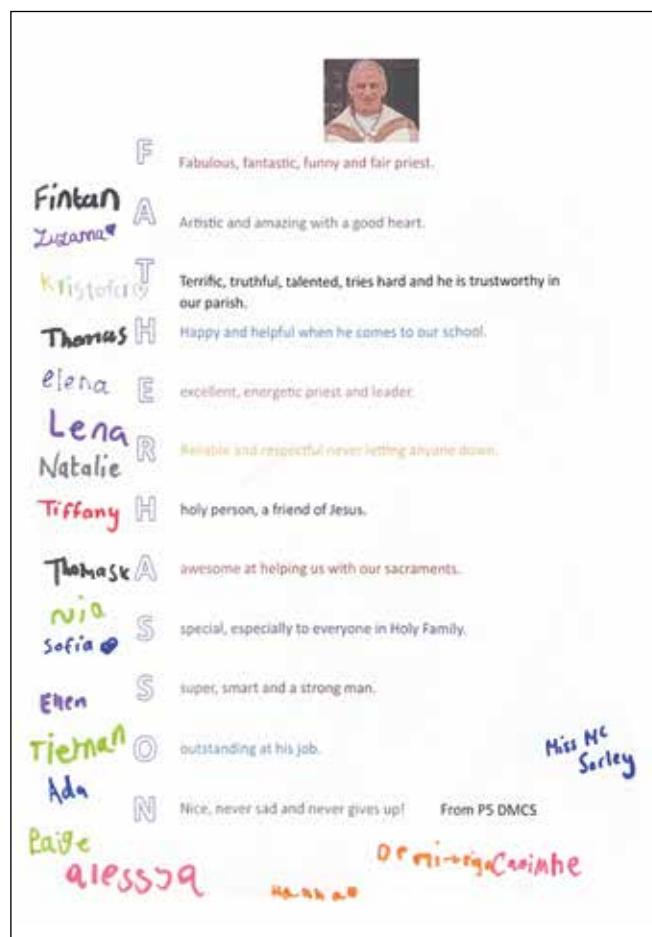 F
Fabulous, fantastic, funny and fair priest.
Fintan
A
Artistic and amazing with a good heart.
Zuzanna
T
Terrific, truthful, talented, tries hard and he is trustworthy in
our parish.
Thomas
H
Happy and helpful when he comes to our school.
elena
E
excellent, energetic priest and leader.
Lena
R
Reliable and respectful never letting anyone down.
Natalie
Tiffany
H
holy person, a friend of Jesus.
Thomas K
A
awesome at helping us with our sacraments.
Nia
S
special, especially to everyone in Holy Family.
Sofia
Ellen
S
super, smart and a strong man.
Tiernan
O
outstanding at his job.
Miss Mc
Sorley
Ada
N
Nice, never sad and never gives up!
From P5 DMCS
Paige
alessya
Hanna
Caoimhe